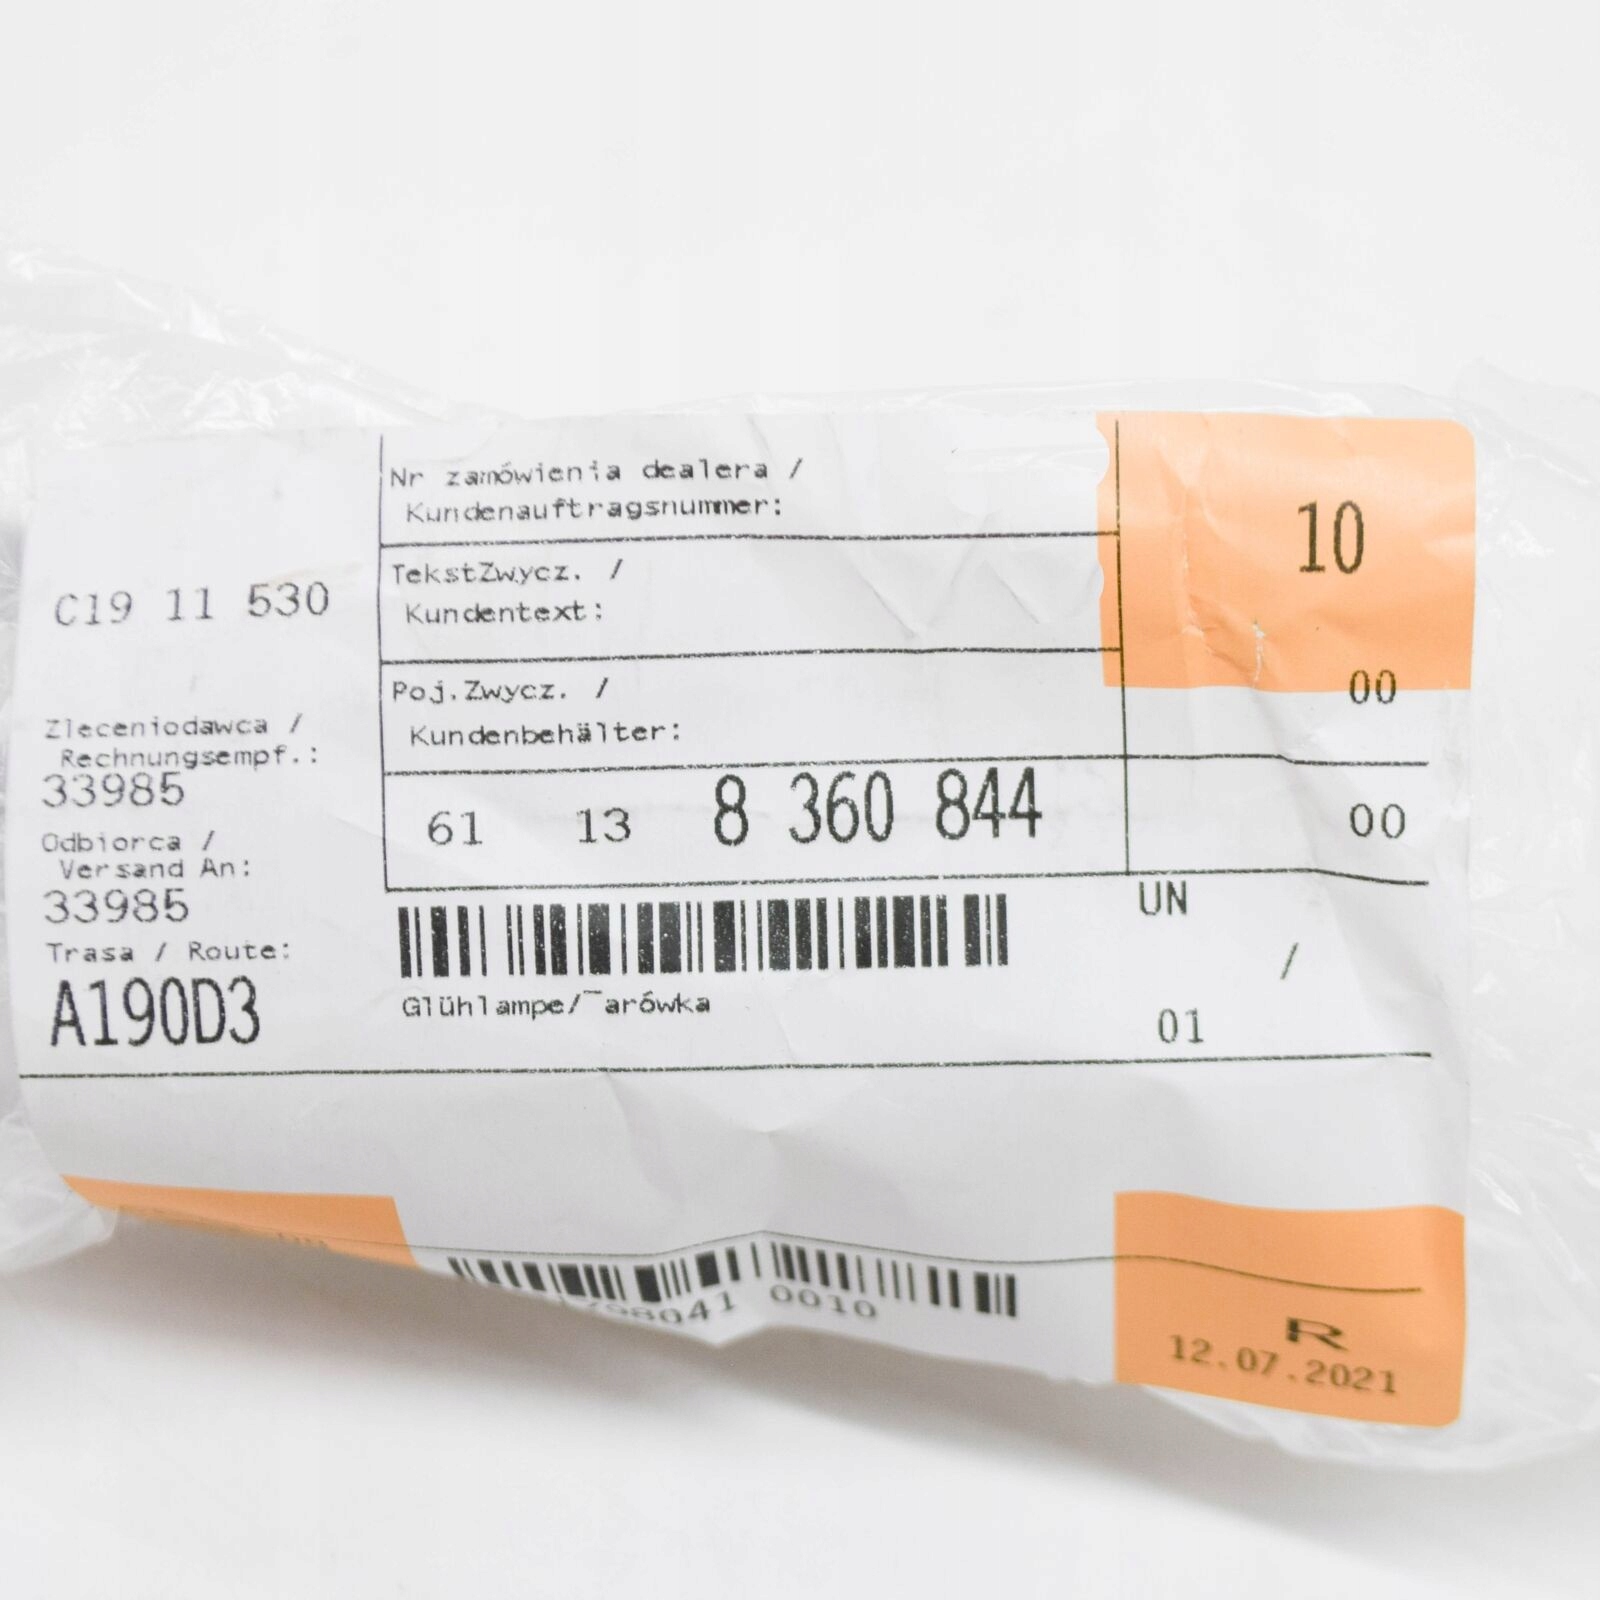 Nr zamówienia dealera /
Kundenauftragsnummer:
10
C19 11 530
TekstZwycz. /
Kundentext:
00
Poj.Zwycz. /
Kundenbehälter:
Zleceniodawca /
Rechnungsempf.:
33985
61 13 8 360 844
00
Odbiorca /
Versand An:
33985
UN
/
01
Trasa / Route:
A190D3
Glühlampe/¯arówka
0010
R
12.07.2021